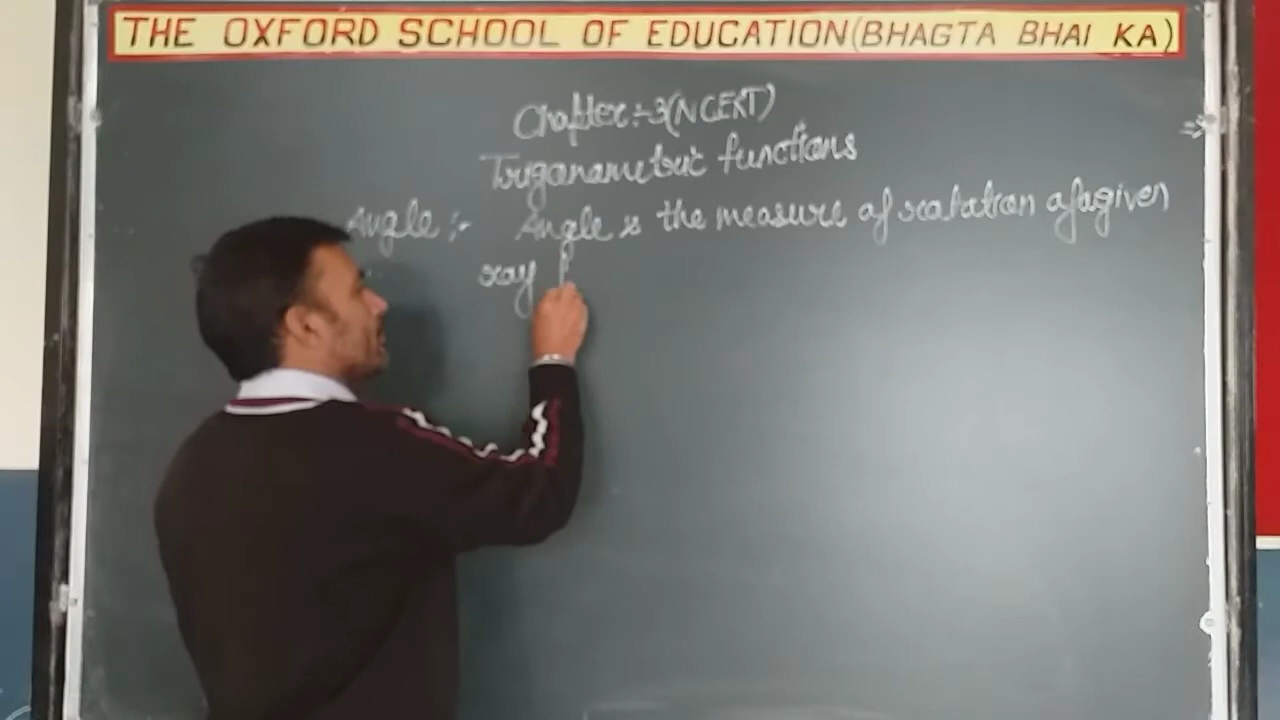 THE OXFORD SCHOOL OF EDUCATION(BHAGTA BHAI KA)
Chapter:-3(NCERT)
Trigonometric functions
Angle :- Angle is the measure of rotation of a given
ray